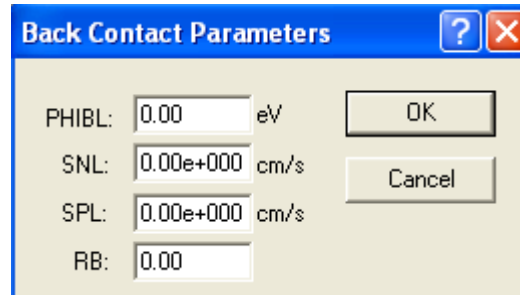 Back Contact Parameters ? X
PHIBL: 0.00 eV OK
SNL: 0.00e+000 cm/s
Cancel
SPL: 0.00e+000 cm/s
RB: 0.00